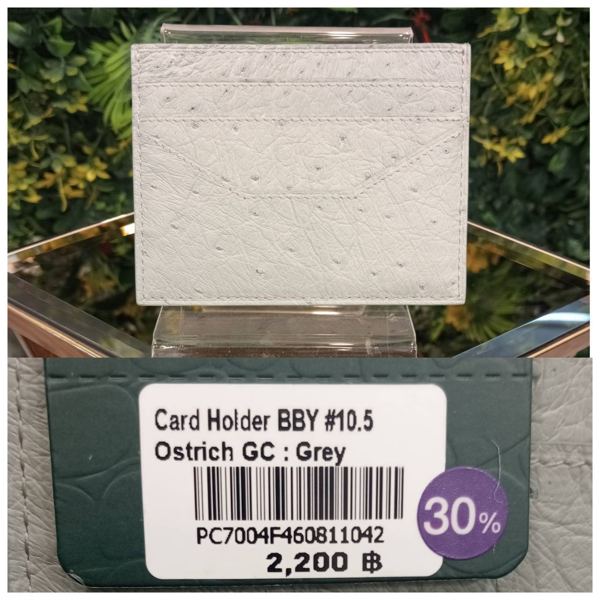 Card Holder BBY #10.5
Ostrich GC : Grey
PC7004F460811042
2,200 ฿
30%